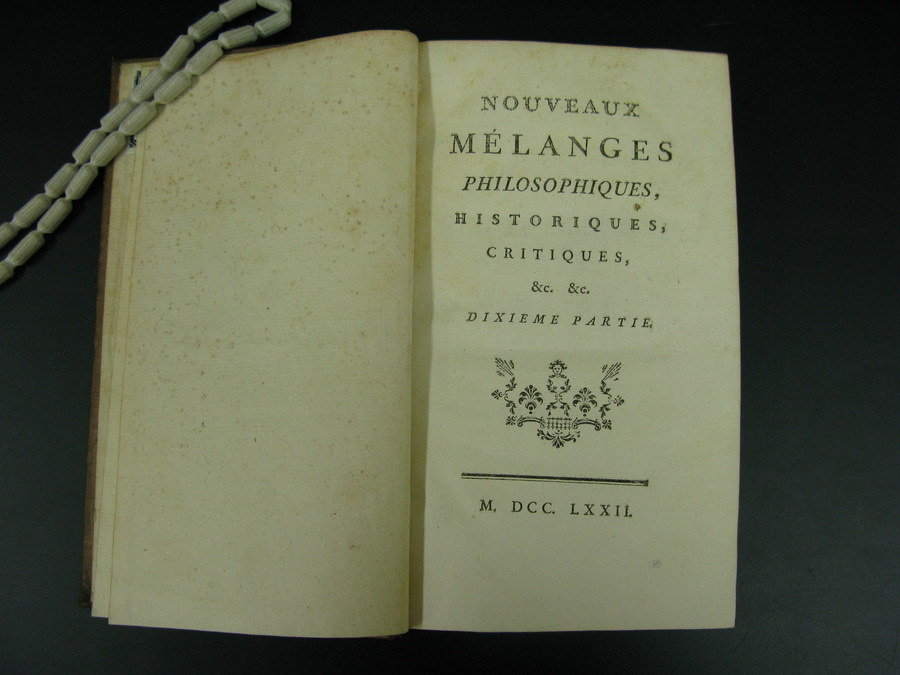 NOUVEAUX
MÉLANGES
PHILOSOPHIQUES,
HISTORIQUES,
CRITIQUES,
&c. &c.
DIXIEME PARTIE.
M. DCC. LXXII.